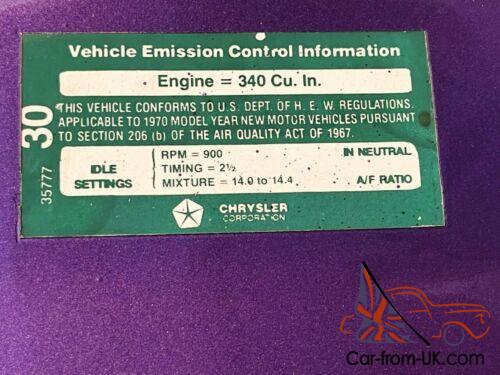 Vehicle Emission Control Information
Engine = 340 Cu. In.
30
35777
THIS VEHICLE CONFORMS TO U.S. DEPT. OF H. E. W. REGULATIONS.
APPLICABLE TO 1970 MODEL YEAR NEW MOTOR VEHICLES PURSUANT
TO SECTION 206 (b) OF THE AIR QUALITY ACT OF 1967.
IDLE
SETTINGS
RPM = 900 IN NEUTRAL
TIMING = 2½
MIXTURE = 14.0 to 14.4 A/F RATIO
CHRYSLER
CORPORATION
Car-from-UK.com